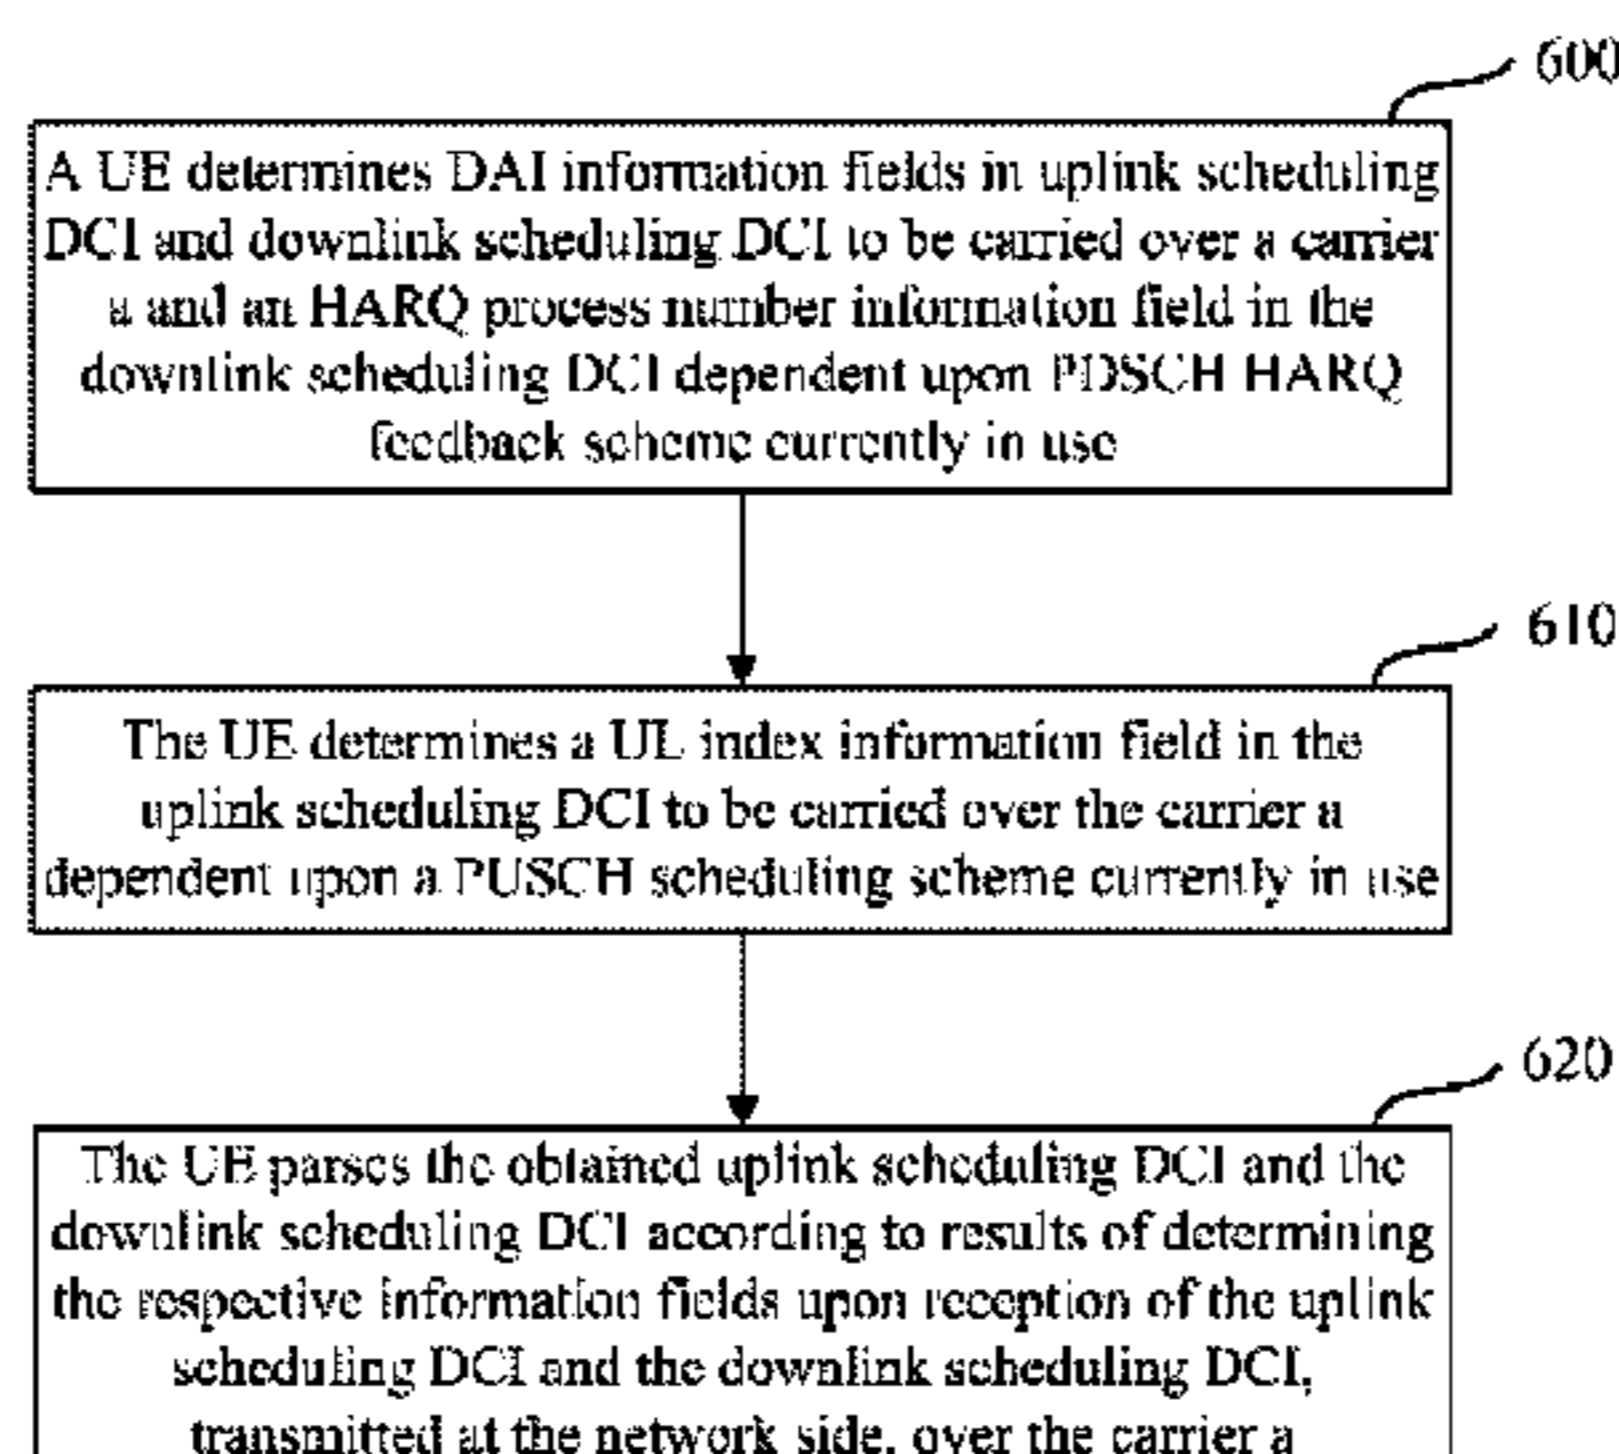 600
A UE determines DAI information fields in uplink scheduling
DCI and downlink scheduling DCI to be carried over a carrier
a and an HARQ process number information field in the
downlink scheduling DCI dependent upon PDSCH HARQ
feedback scheme currently in use
610
The UE determines a UL index information field in the
uplink scheduling DCI to be carried over the carrier a
dependent upon a PUSCH scheduling scheme currently in use
620
The UE parses the obtained uplink scheduling DCI and the
downlink scheduling DCI according to results of determining
the respective information fields upon reception of the uplink
scheduling DCI and the downlink scheduling DCI,
transmitted at the network side, over the carrier a